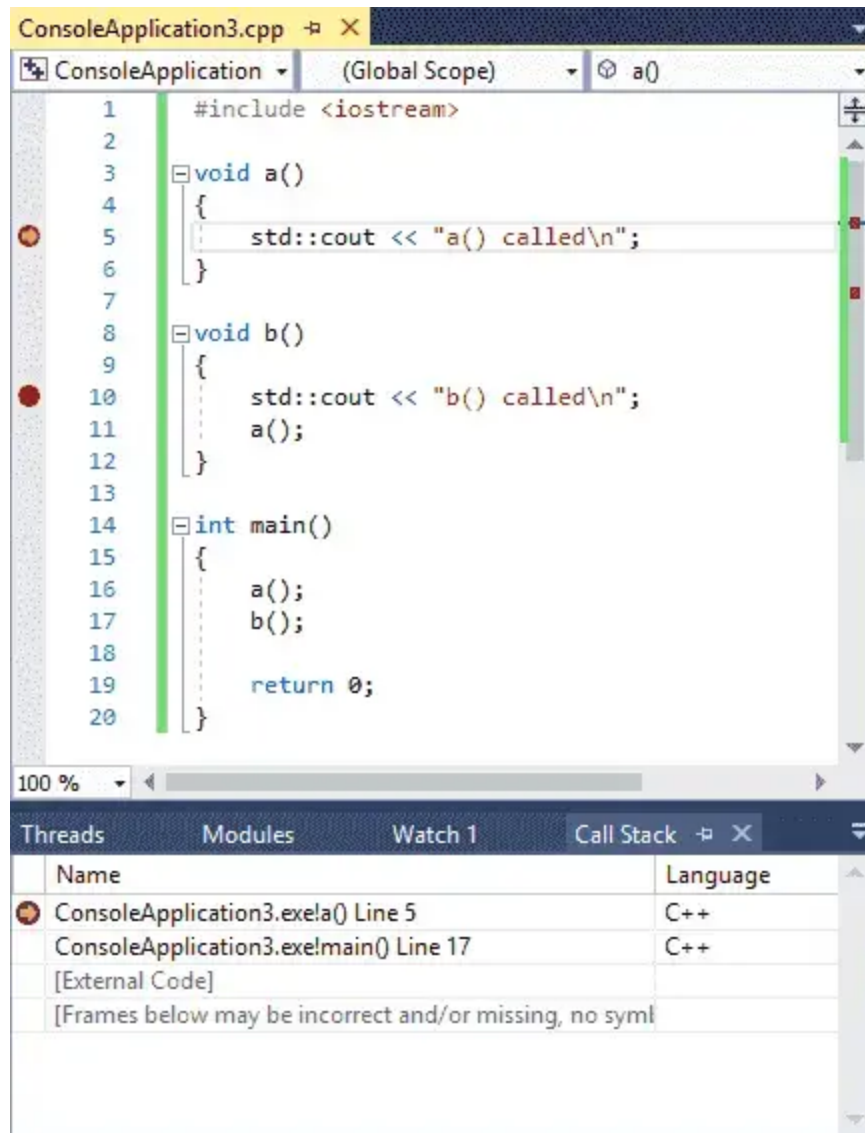 ConsoleApplication3.cpp
ConsoleApplication (Global Scope) a()
1 #include <iostream>
2
3 void a()
4 {
5 std::cout << "a() called\n";
6 }
7
8 void b()
9 {
10 std::cout << "b() called\n";
11 a();
12 }
13
14 int main()
15 {
16 a();
17 b();
18
19 return 0;
20 }
100 %
Threads Modules Watch 1 Call Stack
Name Language
ConsoleApplication3.exe!a() Line 5 C++
ConsoleApplication3.exe!main() Line 17 C++
[External Code]
[Frames below may be incorrect and/or missing, no